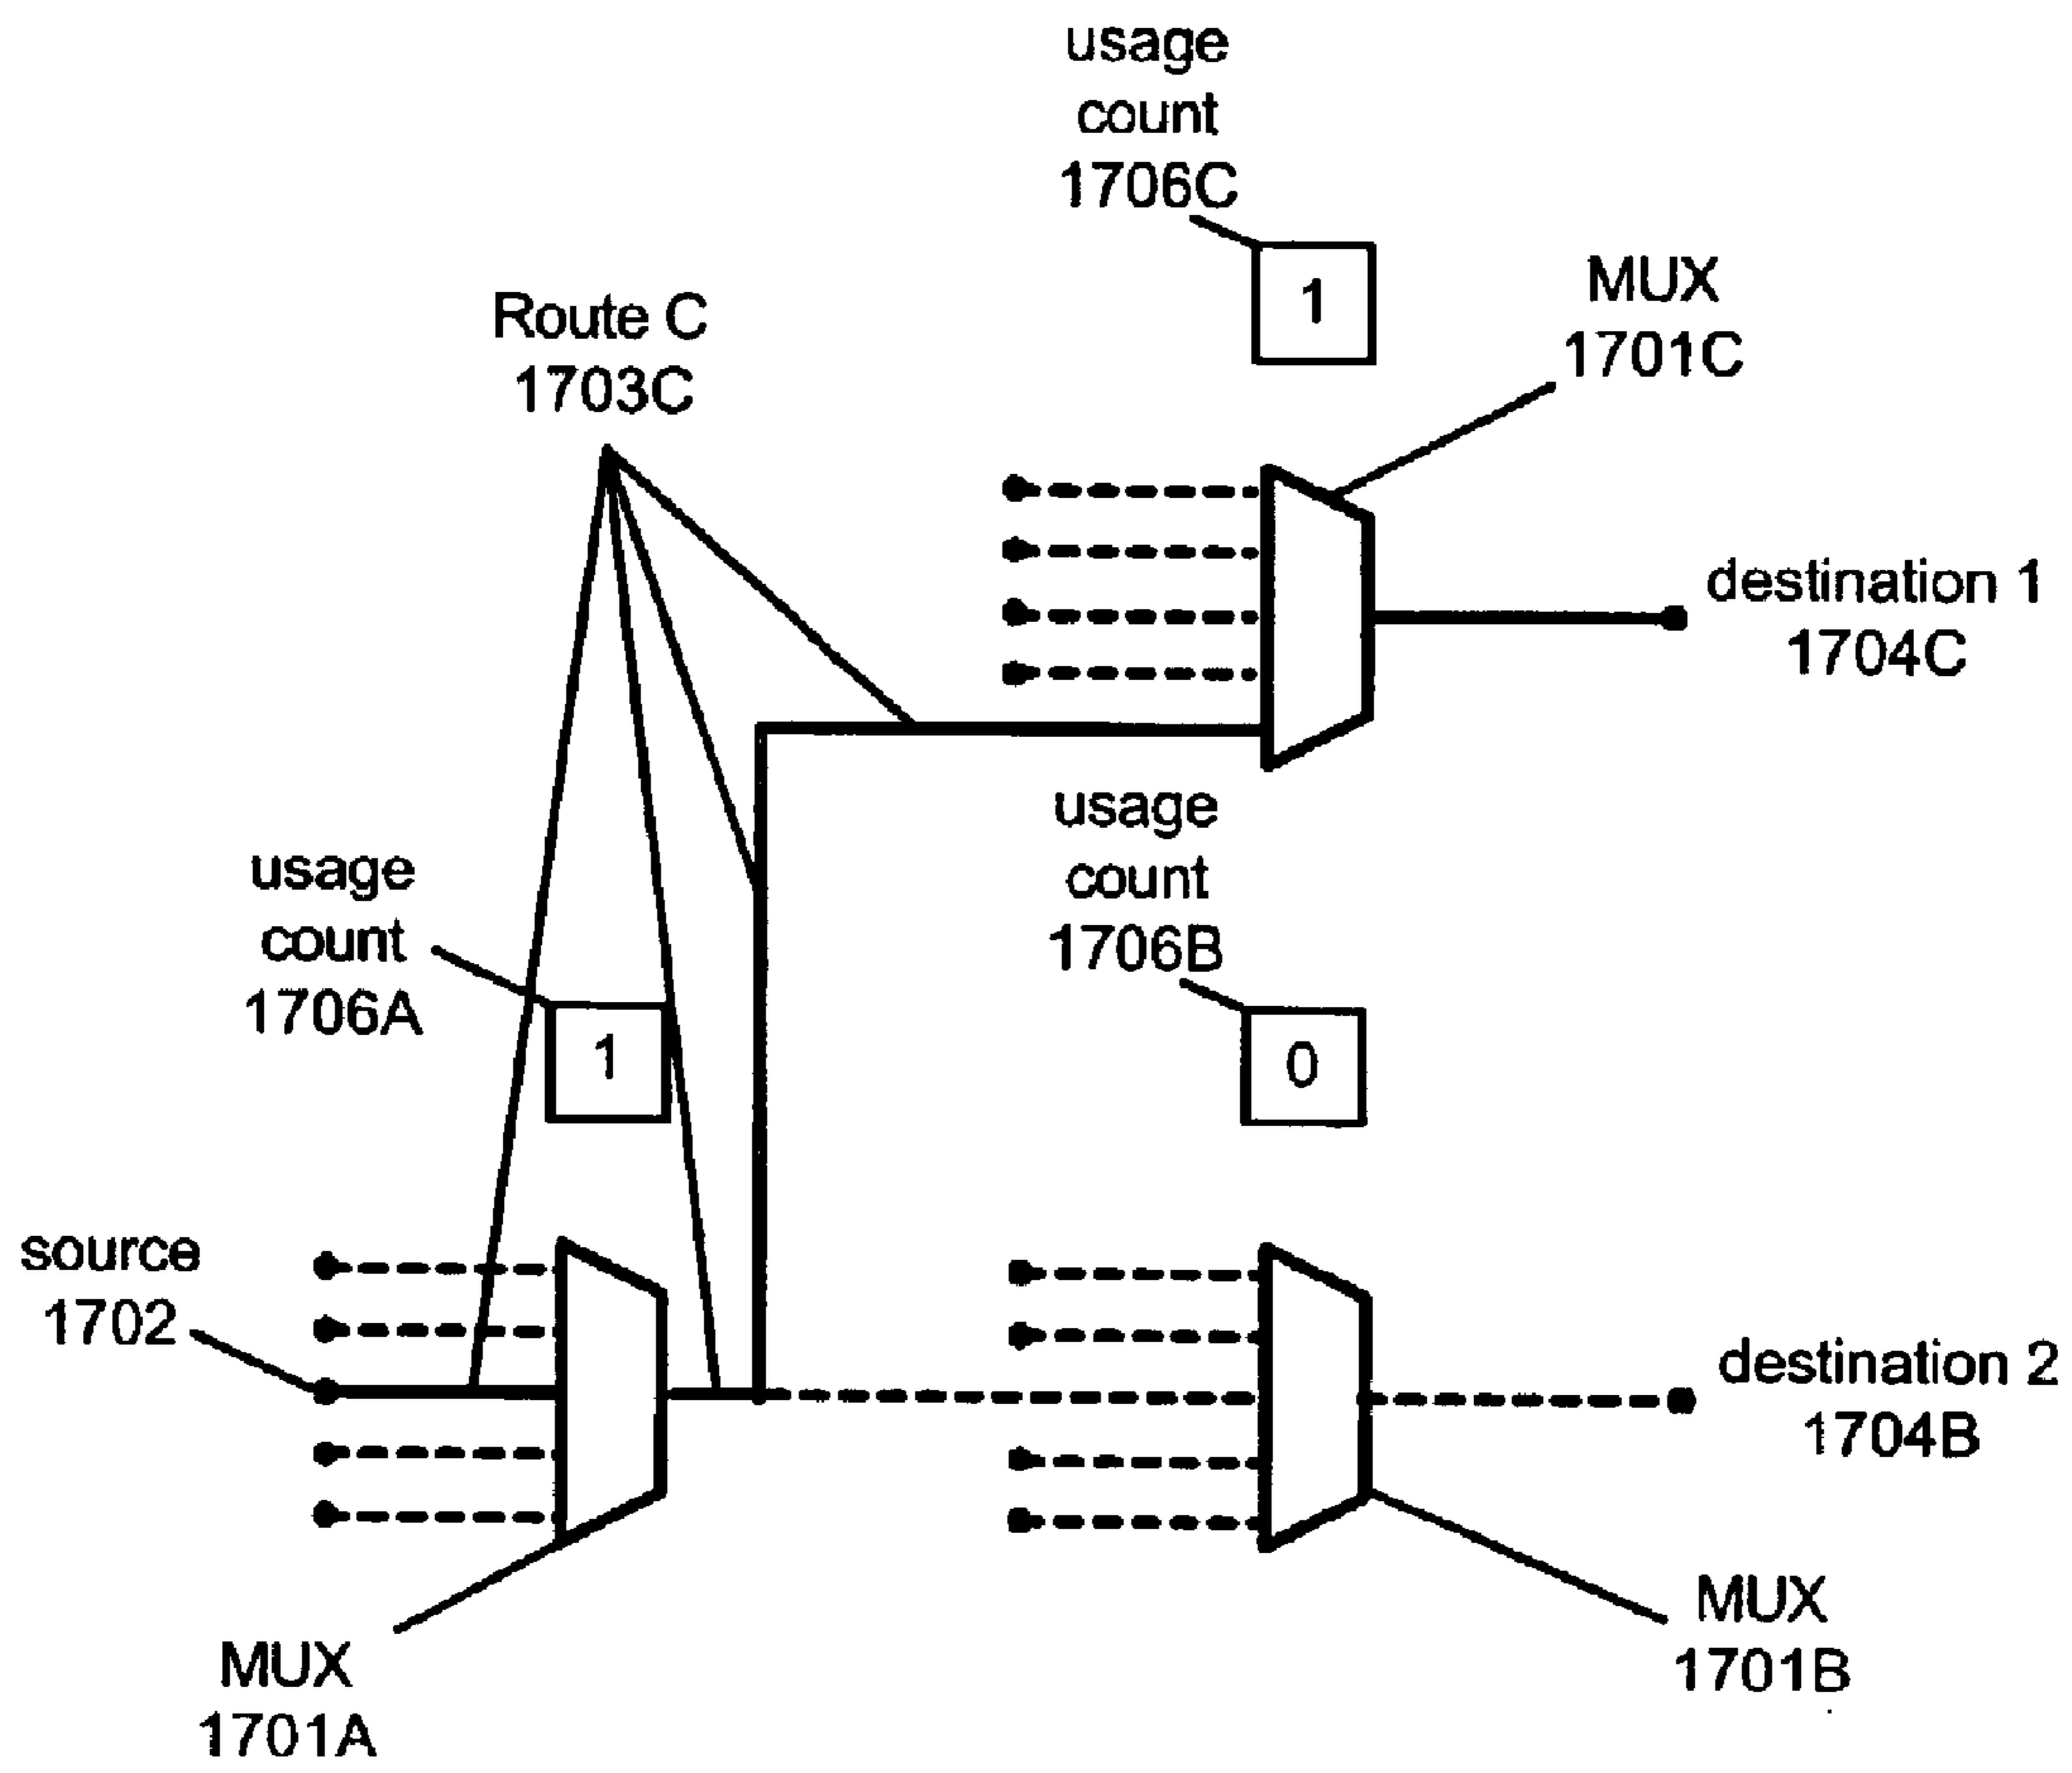 usage
count
1706C
1
MUX
1701C
Route C
1703C
destination 1
1704C
usage
count
1706B
0
usage
count
1706A
1
source
1702
destination 2
1704B
MUX
1701B
MUX
1701A